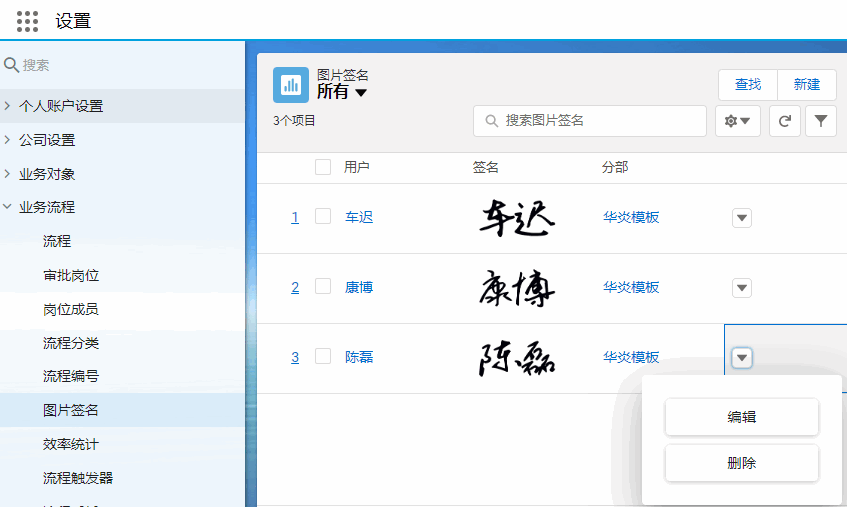 设置
搜索
个人账户设置
公司设置
业务对象
业务流程
流程
审批岗位
岗位成员
流程分类
流程编号
图片签名
效率统计
流程触发器
图片签名
所有
查找 新建
3个项目
搜索图片签名
用户 签名 分部
1 车迟 车迟 华炎模板
2 康博 康博 华炎模板
3 陈磊 陈磊 华炎模板
编辑
删除